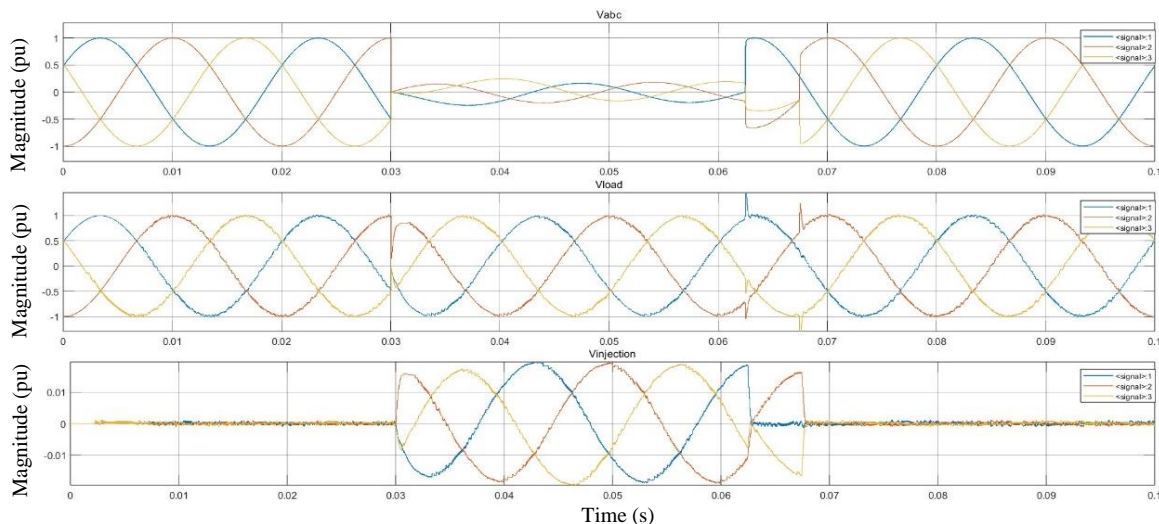 Vabc
Magnitude (pu)
1
0.5
0
-0.5
-1
<signal>:1
<signal>:2
<signal>:3
0 0.01 0.02 0.03 0.04 0.05 0.06 0.07 0.08 0.09 0.1
Vload
Magnitude (pu)
1
0.5
0
-0.5
-1
<signal>:1
<signal>:2
<signal>:3
0 0.01 0.02 0.03 0.04 0.05 0.06 0.07 0.08 0.09 0.1
Vinjection
Magnitude (pu)
0.01
0
-0.01
<signal>:1
<signal>:2
<signal>:3
0 0.01 0.02 0.03 0.04 0.05 0.06 0.07 0.08 0.09 0.1
Time (s)